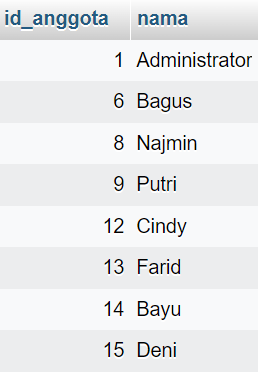 id_anggota nama
1 Administrator
6 Bagus
8 Najmin
9 Putri
12 Cindy
13 Farid
14 Bayu
15 Deni